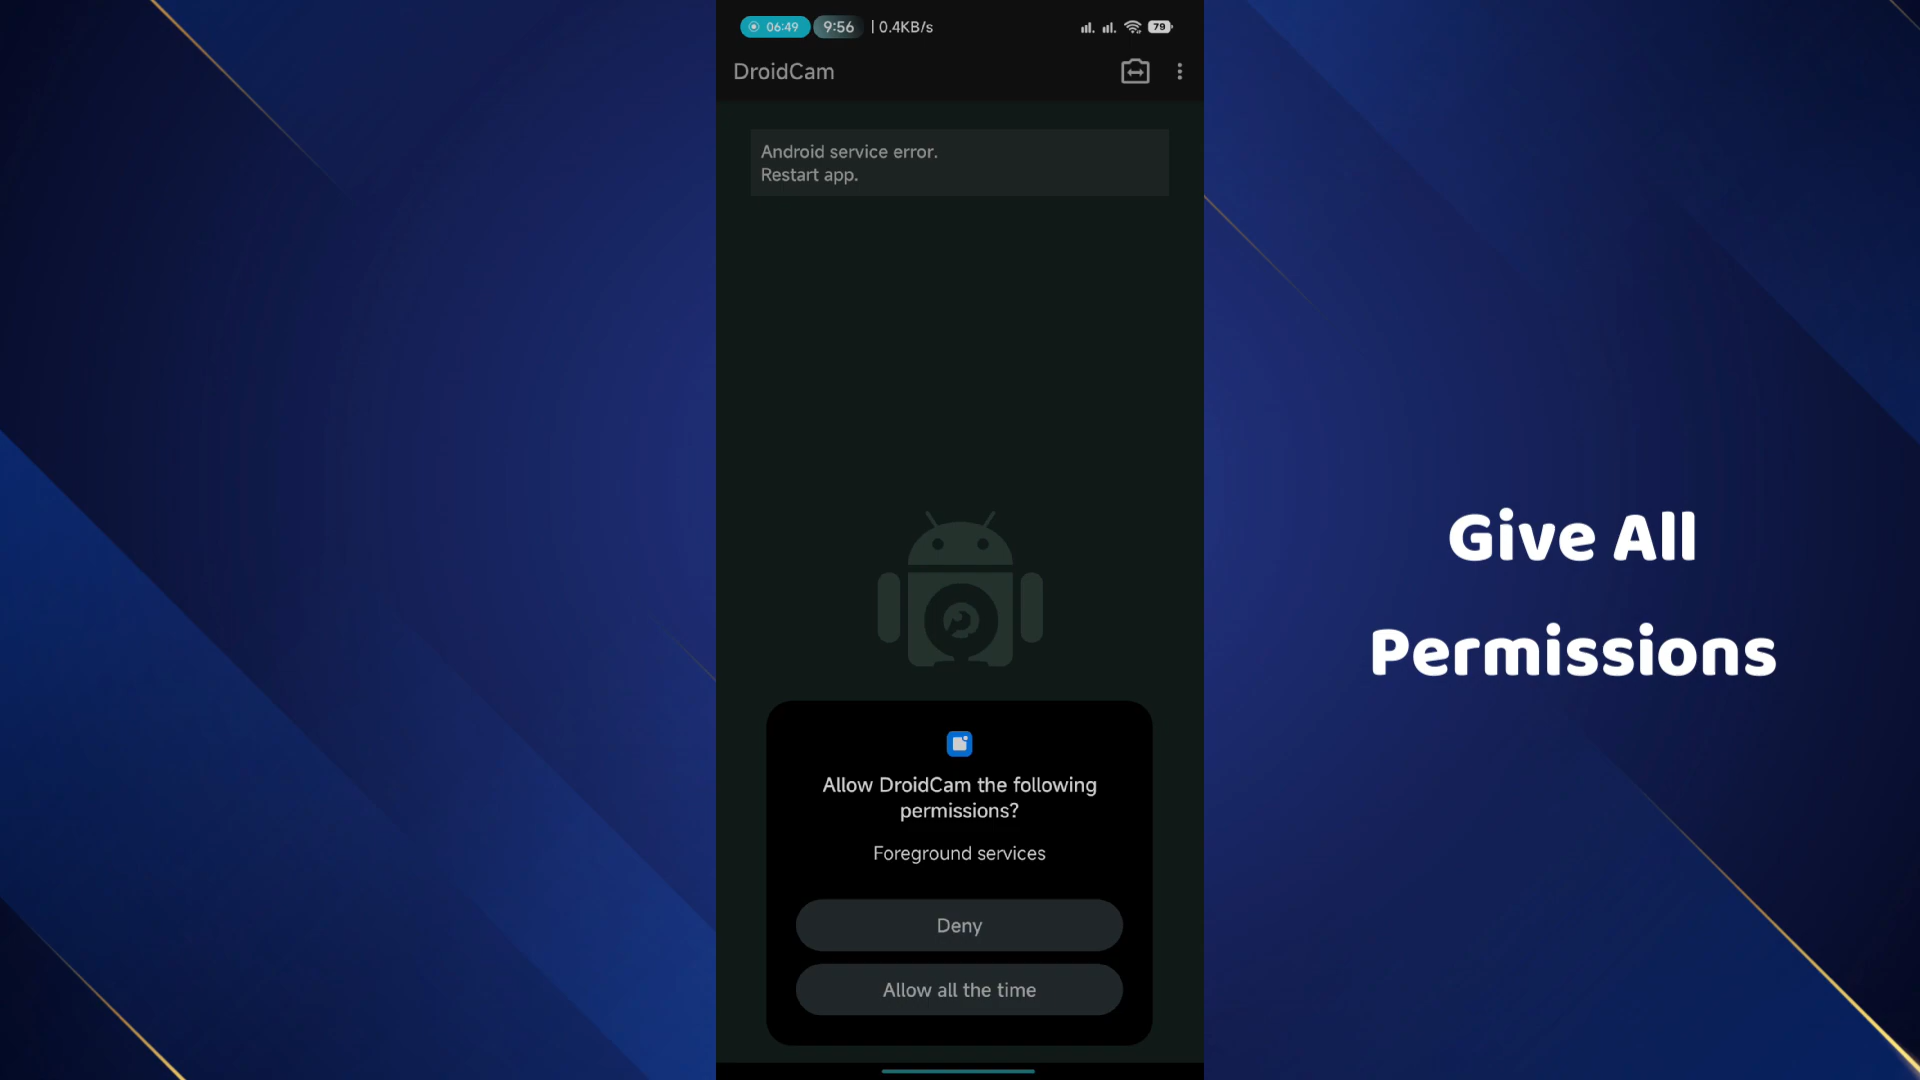 06:49 9:56 | 0.4KB/s 79
DroidCam
Android service error.
Restart app.
Give All
Permissions
Allow DroidCam the following
permissions?
Foreground services
Deny
Allow all the time